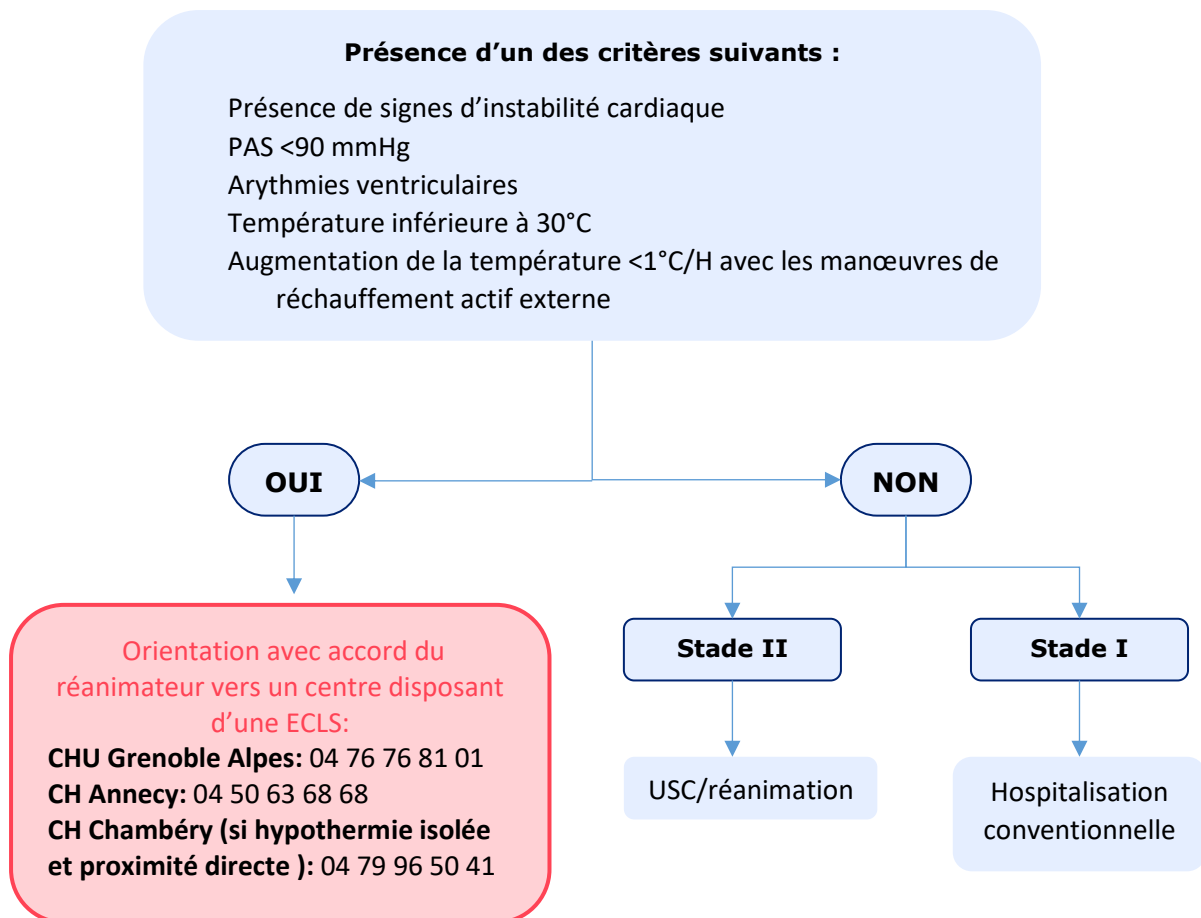 Présence d’un des critères suivants :
Présence de signes d’instabilité cardiaque
PAS <90 mmHg
Arythmies ventriculaires
Température inférieure à 30°C
Augmentation de la température <1°C/H avec les manœuvres de
réchauffement actif externe
OUI
NON
Orientation avec accord du
réanimateur vers un centre disposant
d’une ECLS:
CHU Grenoble Alpes: 04 76 76 81 01
CH Annecy: 04 50 63 68 68
CH Chambéry (si hypothermie isolée
et proximité directe ): 04 79 96 50 41
Stade II
Stade I
USC/réanimation
Hospitalisation
conventionnelle